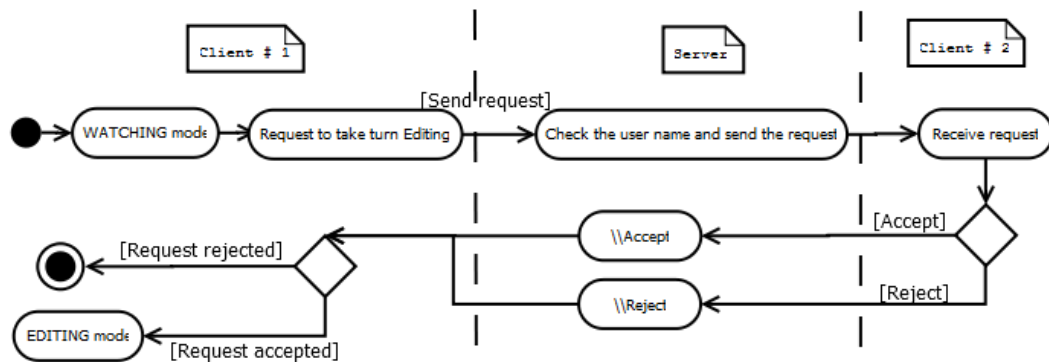 Client # 1
Server
Client # 2
[Send request]
WATCHING mode
Request to take turn Editing
Check the user name and send the request
Receive request
[Accept]
\\Accept
[Request rejected]
[Reject]
\\Reject
EDITING mode
[Request accepted]